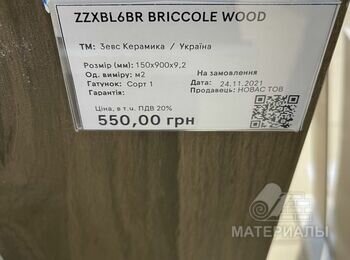 ZZXBL6BR BRICCOLE WOOD
ТМ: Зевс Кераміка / Україна
Розмір (мм): 150x900x9,2
Од. виміру: м2
На замовлення
Гатунок: Сорт 1
Дата: 24.11.2021
Гарантія:
Продавець: НОВАС ТОВ
Ціна, в т.ч. ПДВ 20%
550,00 грн
МАТЕРИАЛЫ